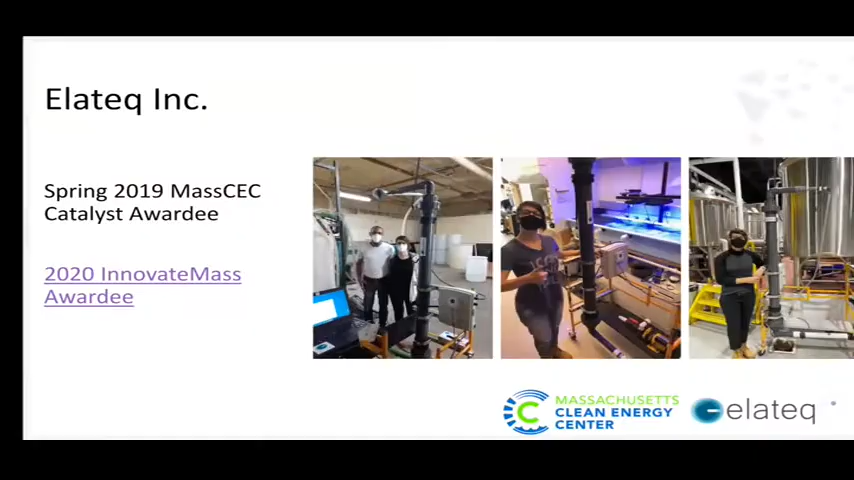 Elateq Inc.
Spring 2019 MassCEC
Catalyst Awardee
2020 InnovateMass
Awardee
MASSACHUSETTS
CLEAN ENERGY
CENTER
elateq